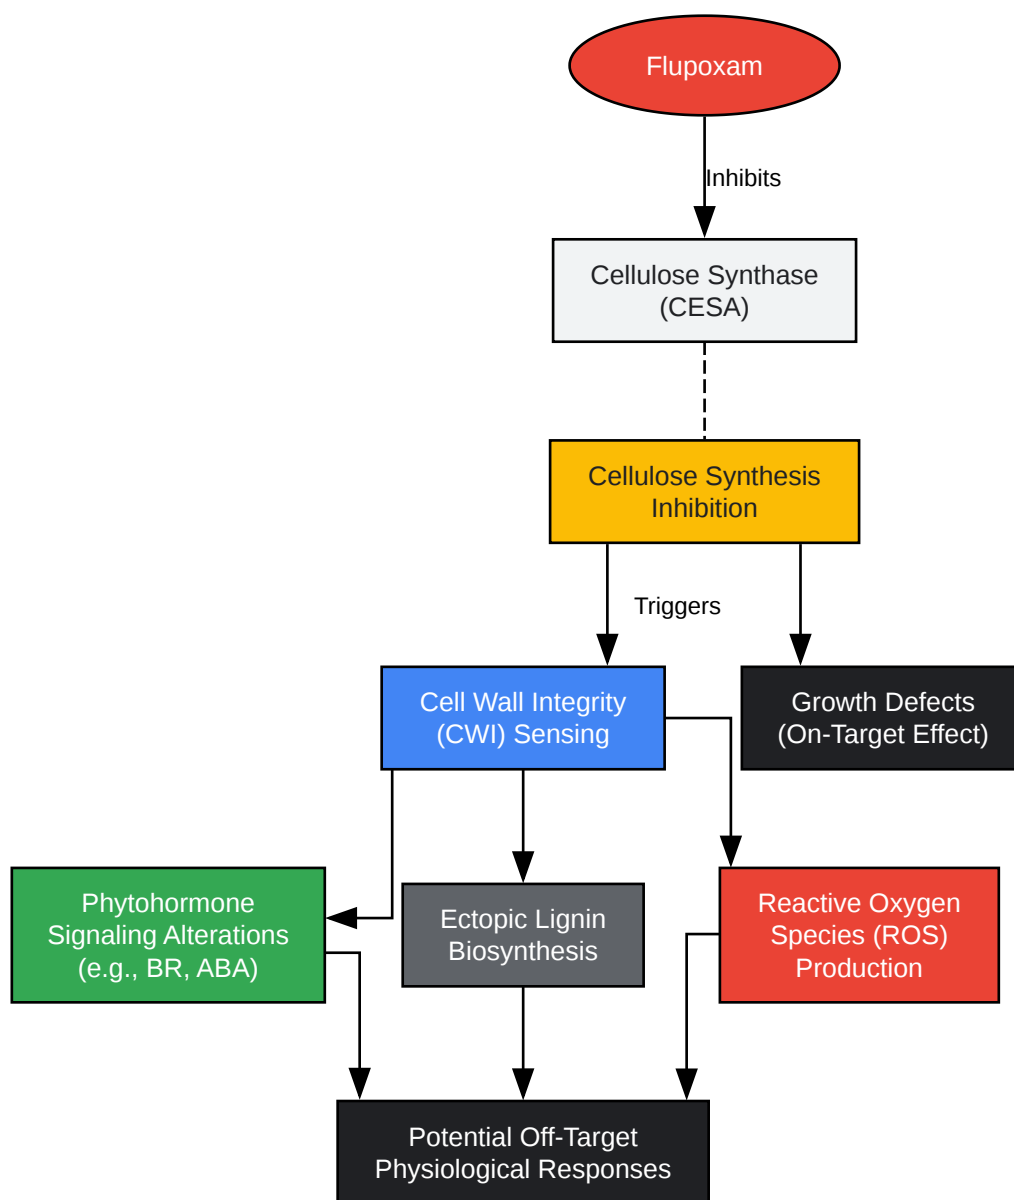 Flupoxam
Inhibits
Cellulose Synthase
(CESA)
Cellulose Synthesis
Inhibition
Triggers
Cell Wall Integrity
(CWI) Sensing
Growth Defects
(On-Target Effect)
Phytohormone
Signaling Alterations
(e.g., BR, ABA)
Ectopic Lignin
Biosynthesis
Reactive Oxygen
Species (ROS)
Production
Potential Off-Target
Physiological Responses